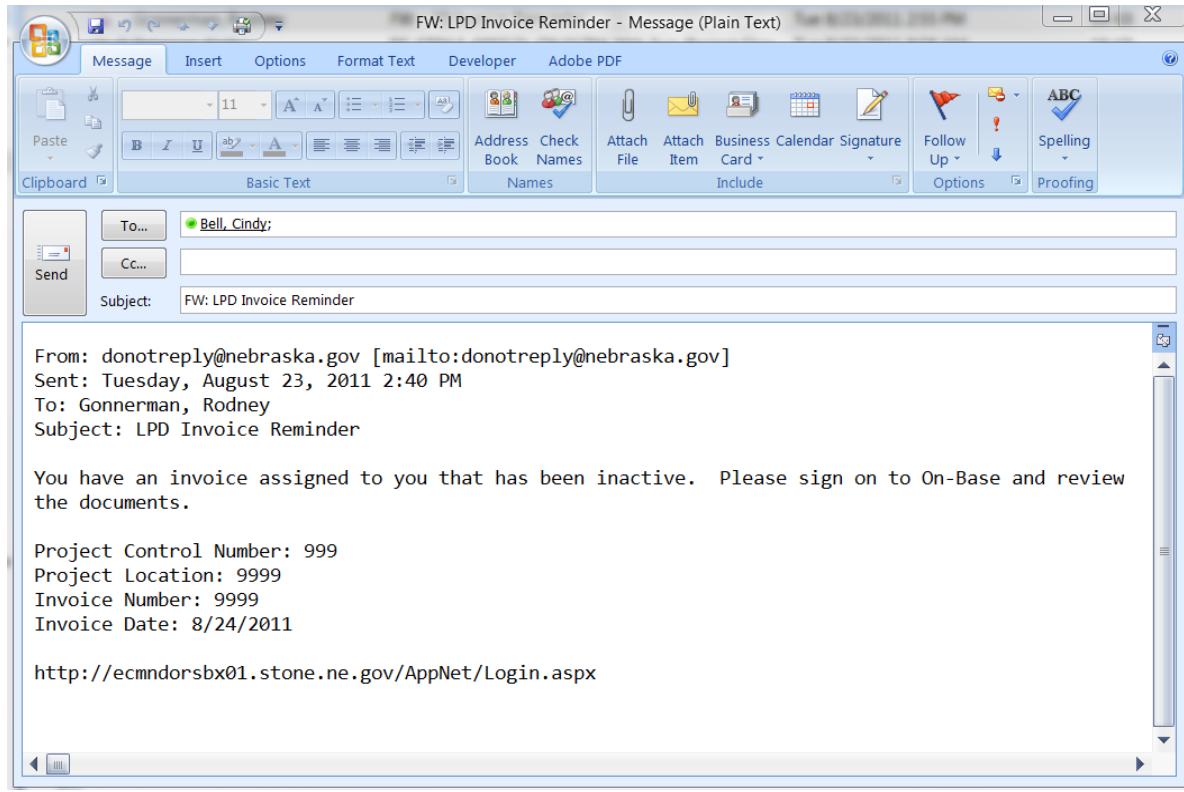 FW: LPD Invoice Reminder - Message (Plain Text)
Message Insert Options Format Text Developer Adobe PDF
11
Paste
B I U ab A
Address Book
Check Names
Attach File
Attach Item
Business Card
Calendar
Signature
Follow Up
ABC
Spelling
Clipboard Basic Text Names Include Options Proofing
To... Bell, Cindy;
Send
Cc...
Subject: FW: LPD Invoice Reminder
From: donotreply@nebraska.gov [mailto:donotreply@nebraska.gov]
Sent: Tuesday, August 23, 2011 2:40 PM
To: Gonnerman, Rodney
Subject: LPD Invoice Reminder
You have an invoice assigned to you that has been inactive.  Please sign on to On-Base and review
the documents.
Project Control Number: 999
Project Location: 9999
Invoice Number: 9999
Invoice Date: 8/24/2011
http://ecmndorsbx01.stone.ne.gov/AppNet/Login.aspx